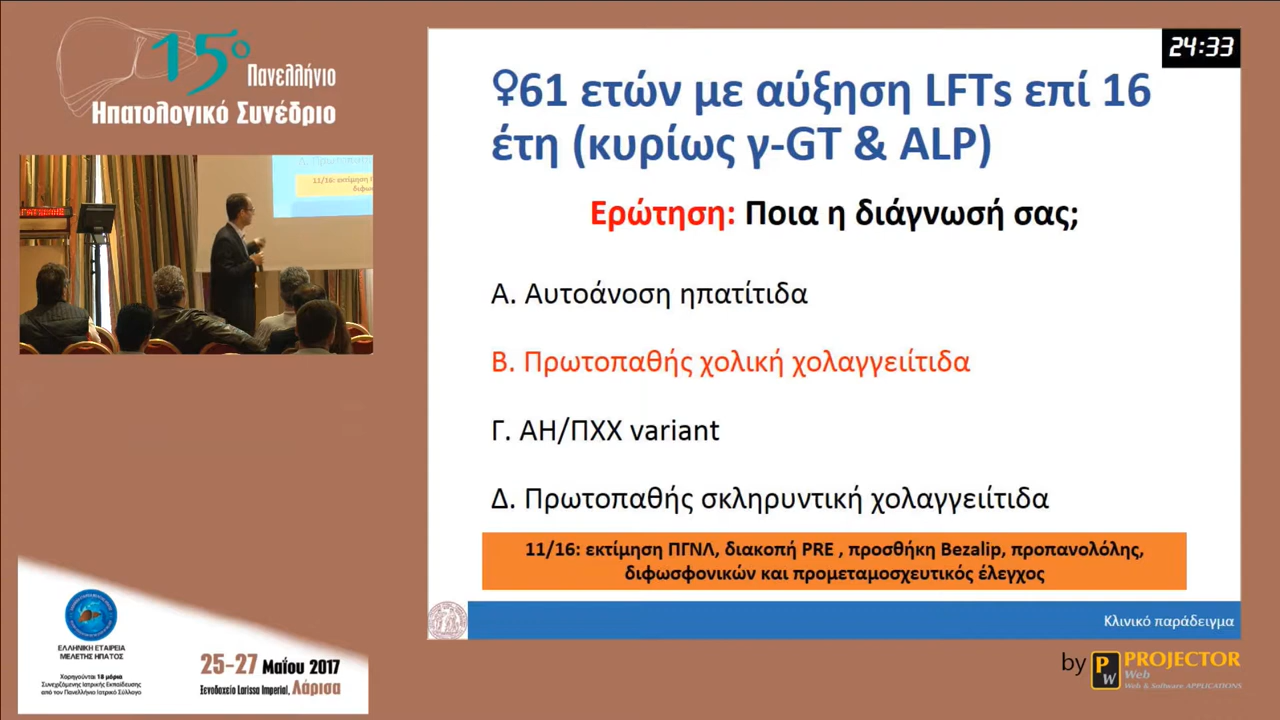 15ο
Πανελλήνιο
Ηπατολογικό Συνέδριο
24:33
♀61 ετών με αύξηση LFTs επί 16
έτη (κυρίως γ-GT & ALP)
Ερώτηση: Ποια η διάγνωσή σας;
Α. Αυτοάνοση ηπατίτιδα
Β. Πρωτοπαθής χολική χολαγγειίτιδα
Γ. ΑΗ/ΠΧΧ variant
Δ. Πρωτοπαθής σκληρυντική χολαγγειίτιδα
11/16: εκτίμηση ΠΓΝΛ, διακοπή PRE , προσθήκη Bezalip, προπανολόλης,
διφωσφονικών και προμεταμοσχευτικός έλεγχος
Κλινικό παράδειγμα
ΕΛΛΗΝΙΚΗ ΕΤΑΙΡΕΙΑ
ΜΕΛΕΤΗΣ ΗΠΑΤΟΣ
Χορηγούνται 18 μόρια
Συνεχιζόμενης Ιατρικής Εκπαίδευσης
από τον Πανελλήνιο Ιατρικό Σύλλογο
25-27 Μαΐου 2017
Ξενοδοχείο Larissa Imperial, Λάρισα
by PW PROJECTOR
Web
Web & Software APPLICATIONS